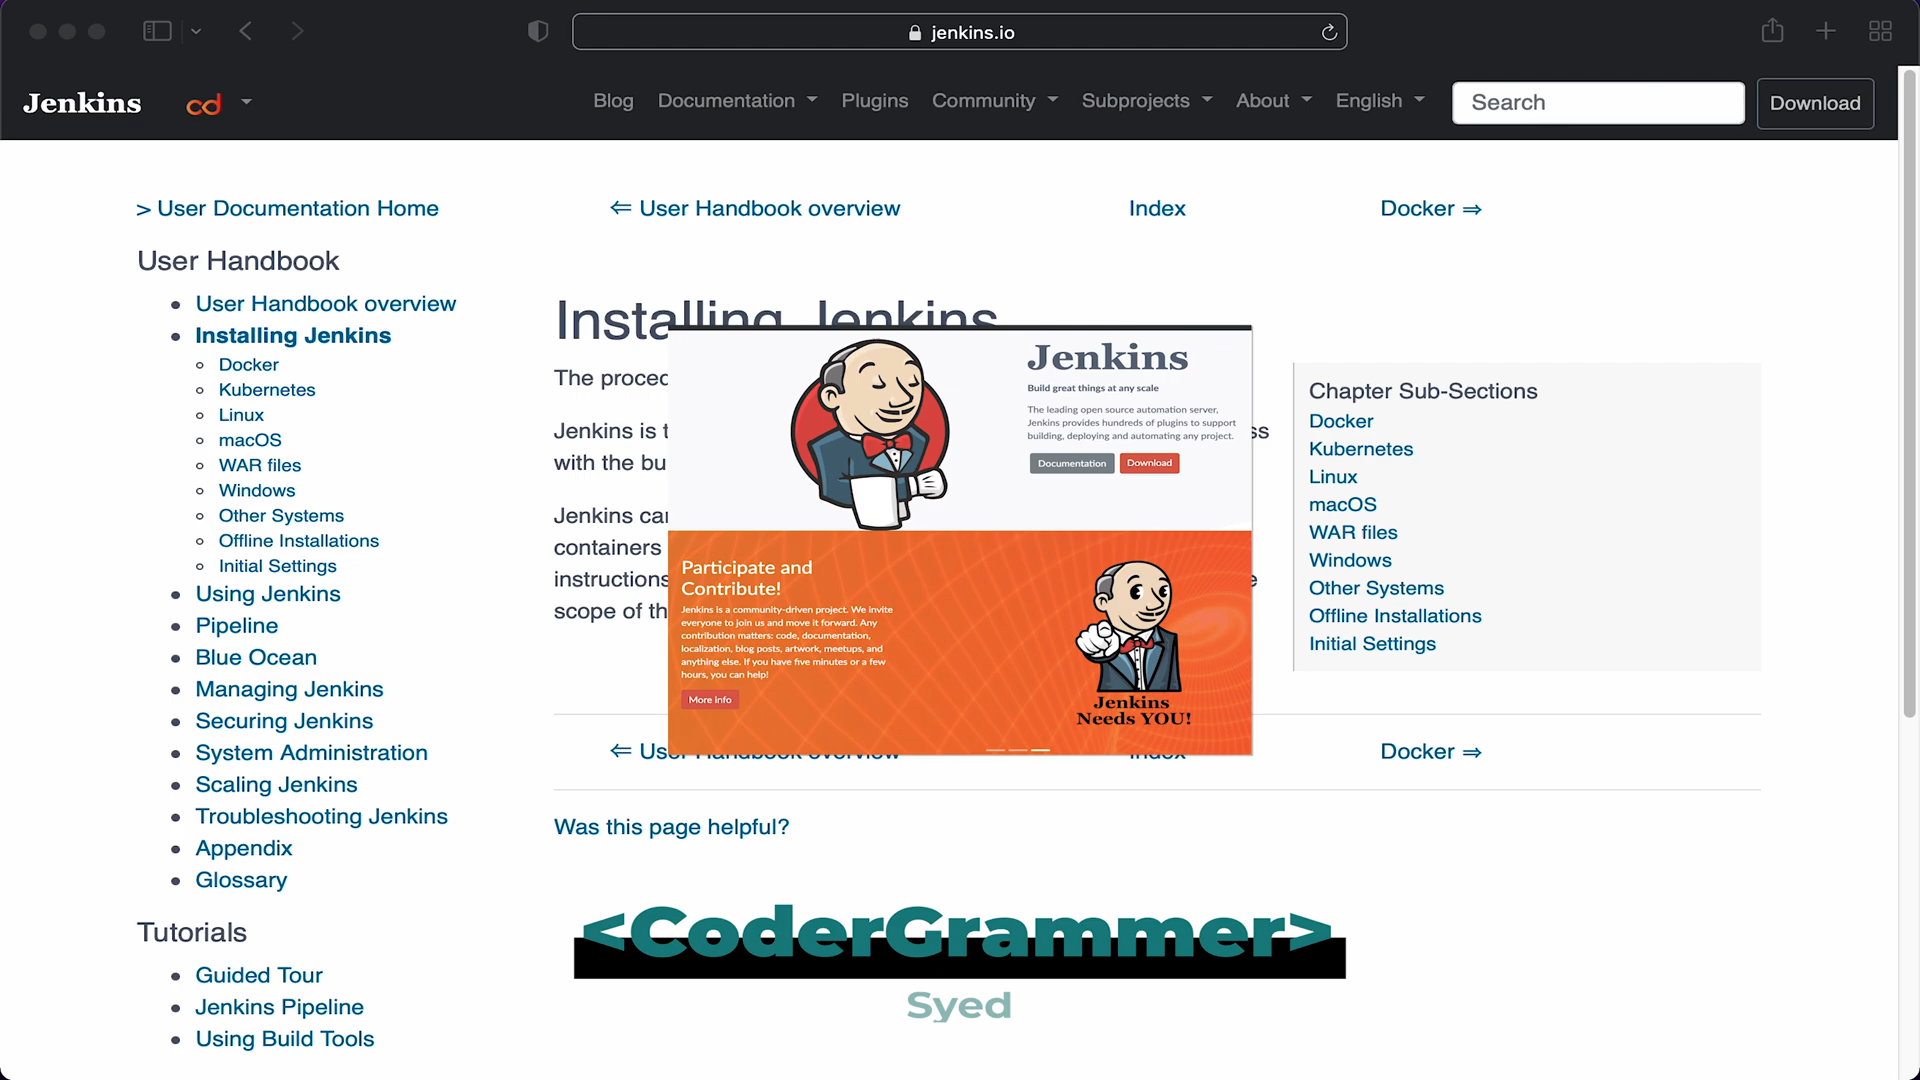 jenkins.io
Jenkins
cd
Blog
Documentation
Plugins
Community
Subprojects
About
English
Search
Download
> User Documentation Home
⇐ User Handbook overview
Index
Docker ⇒
User Handbook
User Handbook overview
Installing Jenkins
Docker
Kubernetes
Linux
macOS
WAR files
Windows
Other Systems
Offline Installations
Initial Settings
Using Jenkins
Pipeline
Blue Ocean
Managing Jenkins
Securing Jenkins
System Administration
Scaling Jenkins
Troubleshooting Jenkins
Appendix
Glossary
Tutorials
Guided Tour
Jenkins Pipeline
Using Build Tools
Installing Jenkins
The
Jenkins is
with the
Jenkins
containers
instructions
scope of
Jenkins
Build great things at any scale
The leading open source automation server,
Jenkins provides hundreds of plugins to support
building, deploying and automating any project.
Documentation
Download
Participate and
Contribute!
Jenkins is a community-driven project. We invite
everyone to join us and move it forward. Any
contribution matters: code, documentation,
localization, blog posts, artwork, meetups, and
anything else. If you have five minutes or a few
hours, you can help!
More info
Jenkins
Needs YOU!
Chapter Sub-Sections
Docker
Kubernetes
Linux
macOS
WAR files
Windows
Other Systems
Offline Installations
Initial Settings
⇐ User Handbook overview
Index
Docker ⇒
Was this page helpful?
<CoderGrammer>
Syed